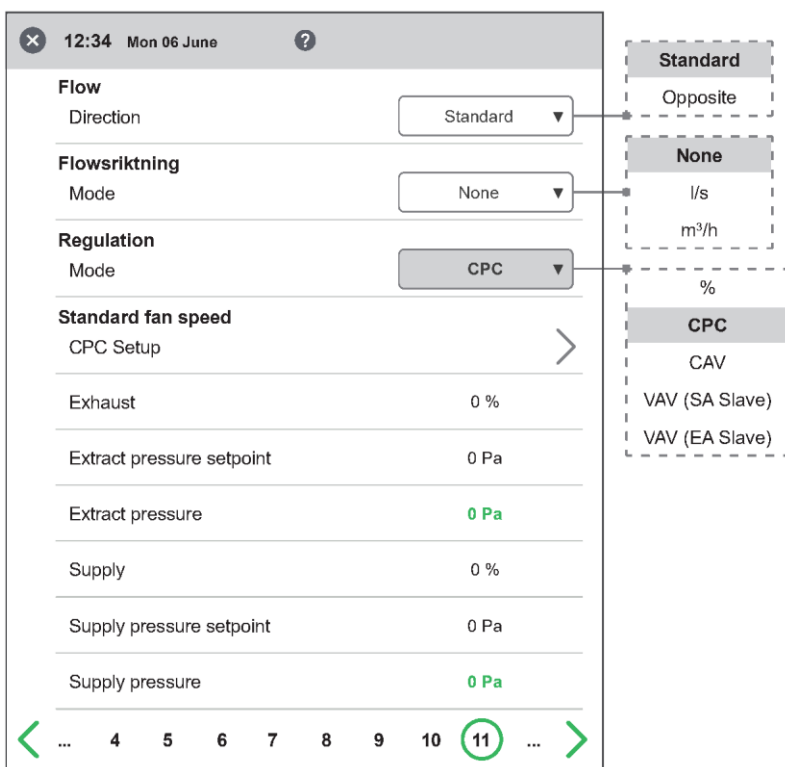 12:34 Mon 06 June ?
Flow
Direction Standard
Flowsriktning
Mode None
Regulation
Mode CPC
Standard fan speed
CPC Setup
Exhaust 0 %
Extract pressure setpoint 0 Pa
Extract pressure 0 Pa
Supply 0 %
Supply pressure setpoint 0 Pa
Supply pressure 0 Pa
... 4 5 6 7 8 9 10 11 ...
Standard
Opposite
None
l/s
m³/h
%
CPC
CAV
VAV (SA Slave)
VAV (EA Slave)